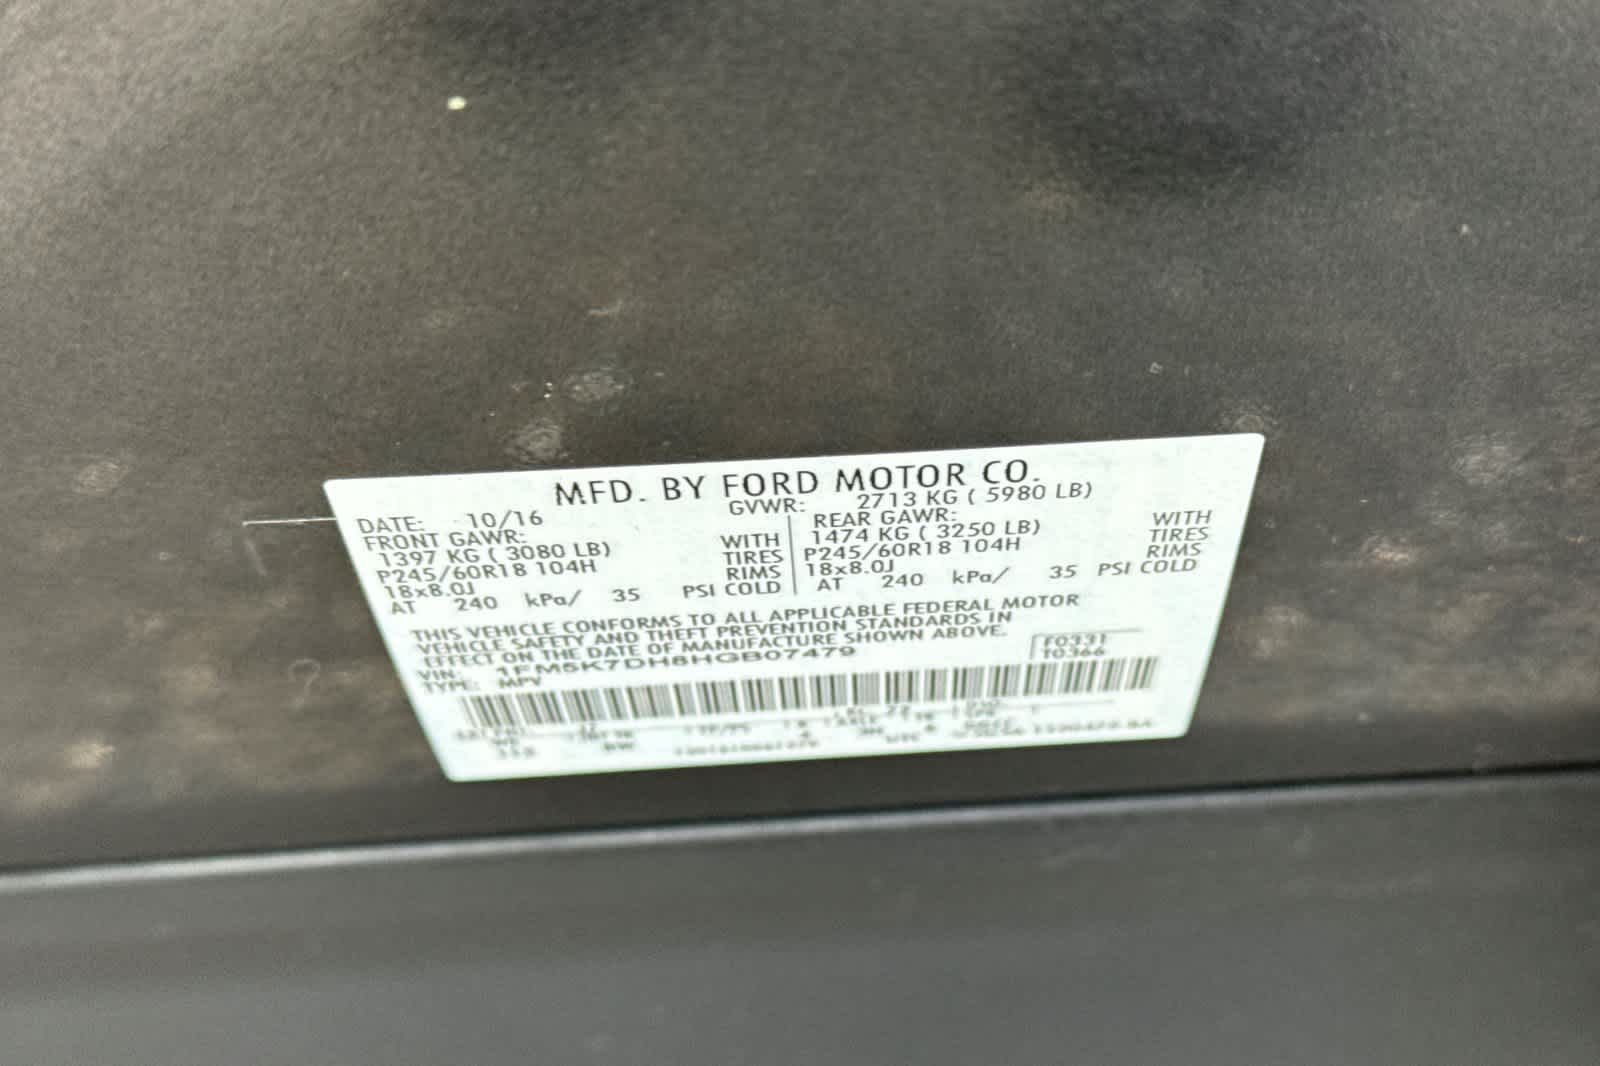 MFD. BY FORD MOTOR CO.
DATE: 10/16 GVWR: 2713 KG ( 5980 LB)
FRONT GAWR: REAR GAWR:
1397 KG ( 3080 LB) WITH 1474 KG ( 3250 LB) WITH
P245/60R18 104H TIRES P245/60R18 104H TIRES
18x8.0J RIMS 18x8.0J RIMS
AT 240 kPa/ 35 PSI COLD AT 240 kPa/ 35 PSI COLD
THIS VEHICLE CONFORMS TO ALL APPLICABLE FEDERAL MOTOR
VEHICLE SAFETY AND THEFT PREVENTION STANDARDS IN
EFFECT ON THE DATE OF MANUFACTURE SHOWN ABOVE.
VIN: 1FM5K7DH8HGB07479 F0331
TYPE: MPV T0366